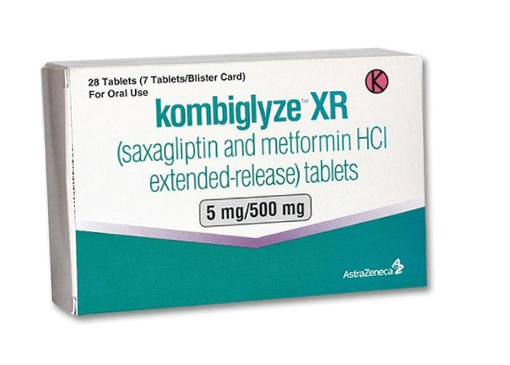 28 Tablets (7 Tablets/Blister Card)
For Oral Use
K
kombiglyze™ XR
(saxagliptin and metformin HCl
extended-release) tablets
5 mg/500 mg
AstraZeneca